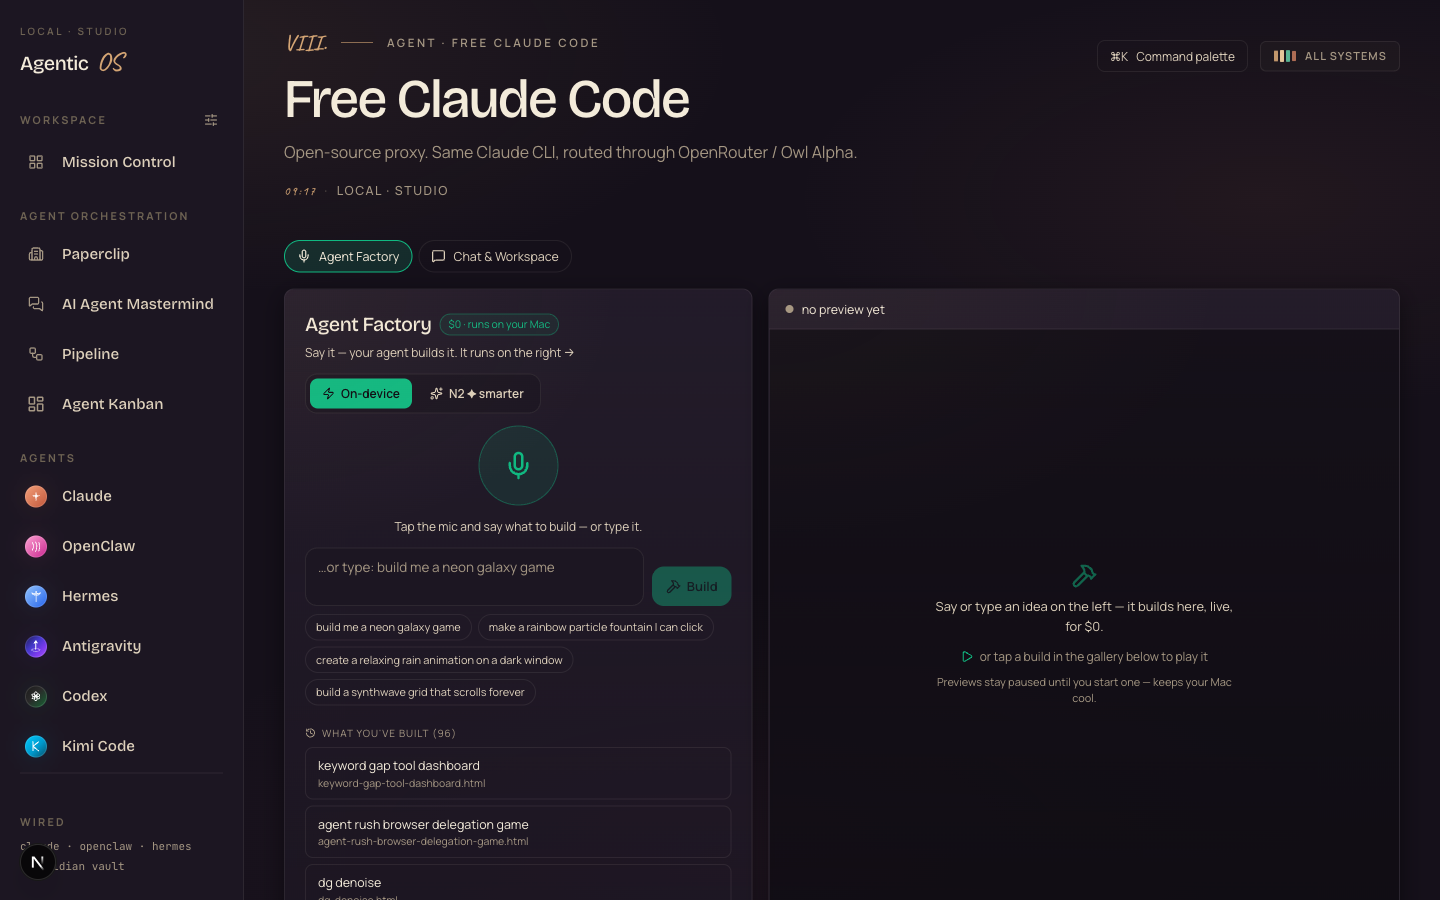 LOCAL · STUDIO
Agentic OS
WORKSPACE
Mission Control
AGENT ORCHESTRATION
Paperclip
AI Agent Mastermind
Pipeline
Agent Kanban
AGENTS
Claude
OpenClaw
Hermes
Antigravity
Codex
Kimi Code
WIRED
· openclaw · hermes
vault
N
VIII. AGENT · FREE CLAUDE CODE
Free Claude Code
Open-source proxy. Same Claude CLI, routed through OpenRouter / Owl Alpha.
09:17 · LOCAL · STUDIO
⌘K Command palette
ALL SYSTEMS
Agent Factory
Chat & Workspace
Agent Factory $0 · runs on your Mac
Say it — your agent builds it. It runs on the right →
On-device
N2 ✦ smarter
Tap the mic and say what to build — or type it.
…or type: build me a neon galaxy game
Build
build me a neon galaxy game
make a rainbow particle fountain I can click
create a relaxing rain animation on a dark window
build a synthwave grid that scrolls forever
WHAT YOU'VE BUILT (96)
keyword gap tool dashboard
keyword-gap-tool-dashboard.html
agent rush browser delegation game
agent-rush-browser-delegation-game.html
dg denoise
dg-denoise.html
no preview yet
Say or type an idea on the left — it builds here, live,
for $0.
or tap a build in the gallery below to play it
Previews stay paused until you start one — keeps your Mac
cool.